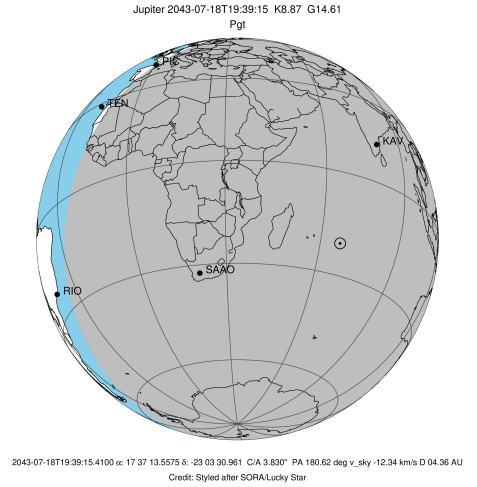 Jupiter 2043-07-18T19:39:15 K8.87 G14.61
Pgt
PIC
TEN
KAV
SAAO
RIO
2043-07-18T19:39:15.4100 α: 17 37 13.5575 δ: -23 03 30.961 C/A 3.830" PA 180.62 deg v_sky -12.34 km/s D 04.36 AU
Credit: Styled after SORA/Lucky Star